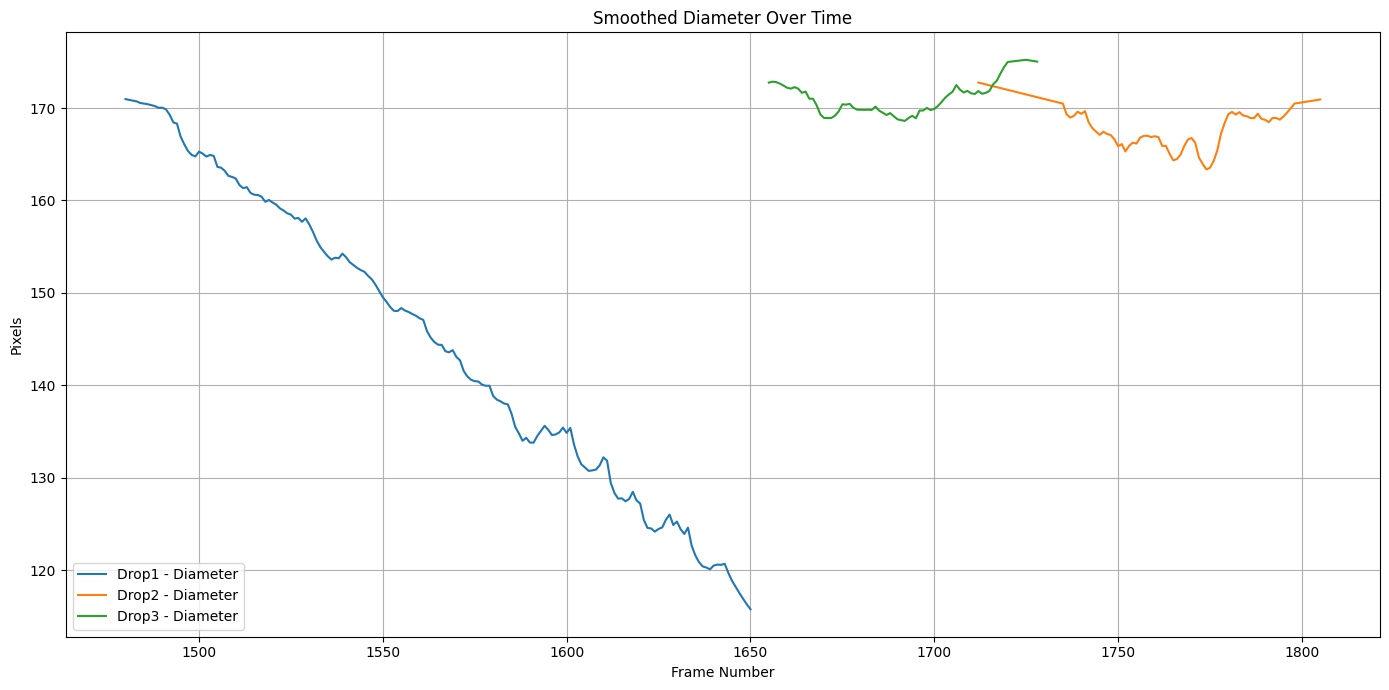 Smoothed Diameter Over Time
Pixels
170
160
150
140
130
120
Drop1 - Diameter
Drop2 - Diameter
Drop3 - Diameter
1500 1550 1600 1650 1700 1750 1800
Frame Number